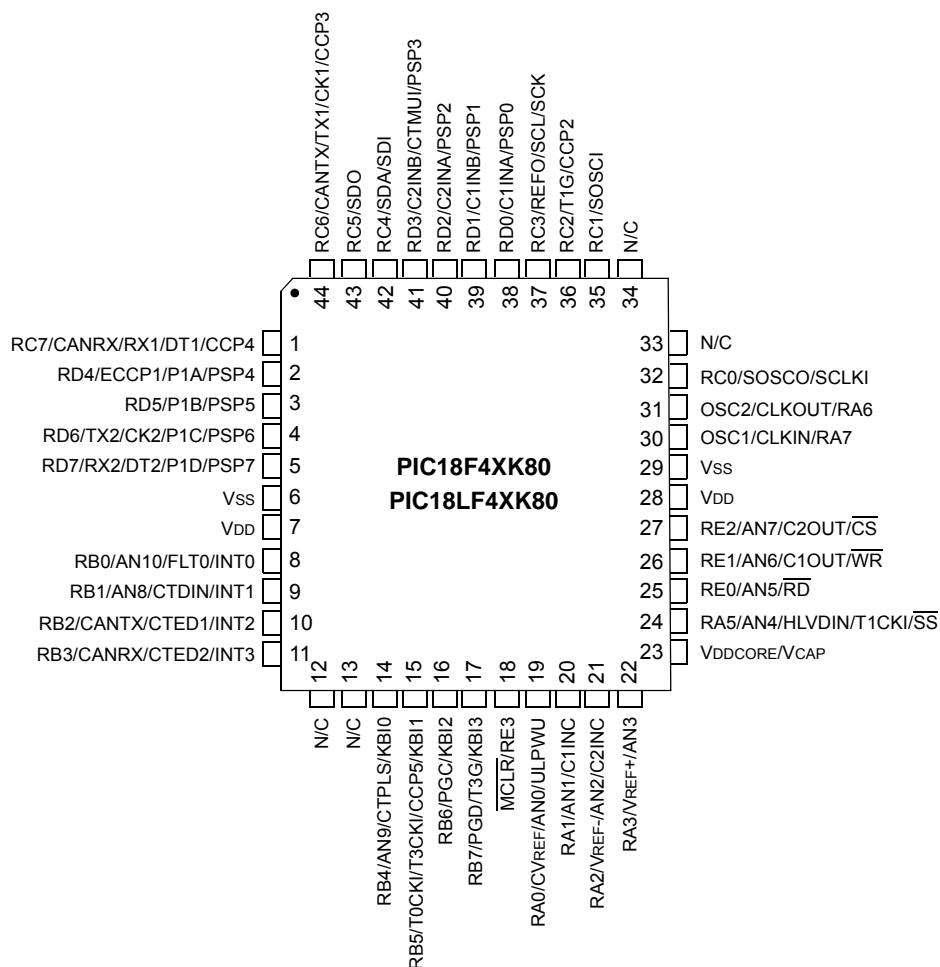 RC6/CANTX/TX1/CK1/CCP3
RC5/SDO
RC4/SDA/SDI
RD3/C2INB/CTMUI/PSP3
RD2/C2INA/PSP2
RD1/C1INB/PSP1
RD0/C1INA/PSP0
RC3/REFO/SCL/SCK
RC2/T1G/CCP2
RC1/SOSCI
N/C
44
43
42
41
40
39
38
37
36
35
34
RC7/CANRX/RX1/DT1/CCP4 1
RD4/ECCP1/P1A/PSP4 2
RD5/P1B/PSP5 3
RD6/TX2/CK2/P1C/PSP6 4
RD7/RX2/DT2/P1D/PSP7 5
VSS 6
VDD 7
RB0/AN10/FLT0/INT0 8
RB1/AN8/CTDIN/INT1 9
RB2/CANTX/CTED1/INT2 10
RB3/CANRX/CTED2/INT3 11
PIC18F4XK80
PIC18LF4XK80
33 N/C
32 RC0/SOSCO/SCLKI
31 OSC2/CLKOUT/RA6
30 OSC1/CLKIN/RA7
29 VSS
28 VDD
27 RE2/AN7/C2OUT/C̅S̅
26 RE1/AN6/C1OUT/W̅R̅
25 RE0/AN5/R̅D̅
24 RA5/AN4/HLVDIN/T1CKI/S̅S̅
23 VDDCORE/VCAP
12
13
14
15
16
17
18
19
20
21
22
N/C
N/C
RB4/AN9/CTPLS/KBI0
RB5/T0CKI/T3CKI/CCP5/KBI1
RB6/PGC/KBI2
RB7/PGD/T3G/KBI3
M̅C̅L̅R̅/RE3
RA0/CVREF/AN0/ULPWU
RA1/AN1/C1INC
RA2/VREF-/AN2/C2INC
RA3/VREF+/AN3